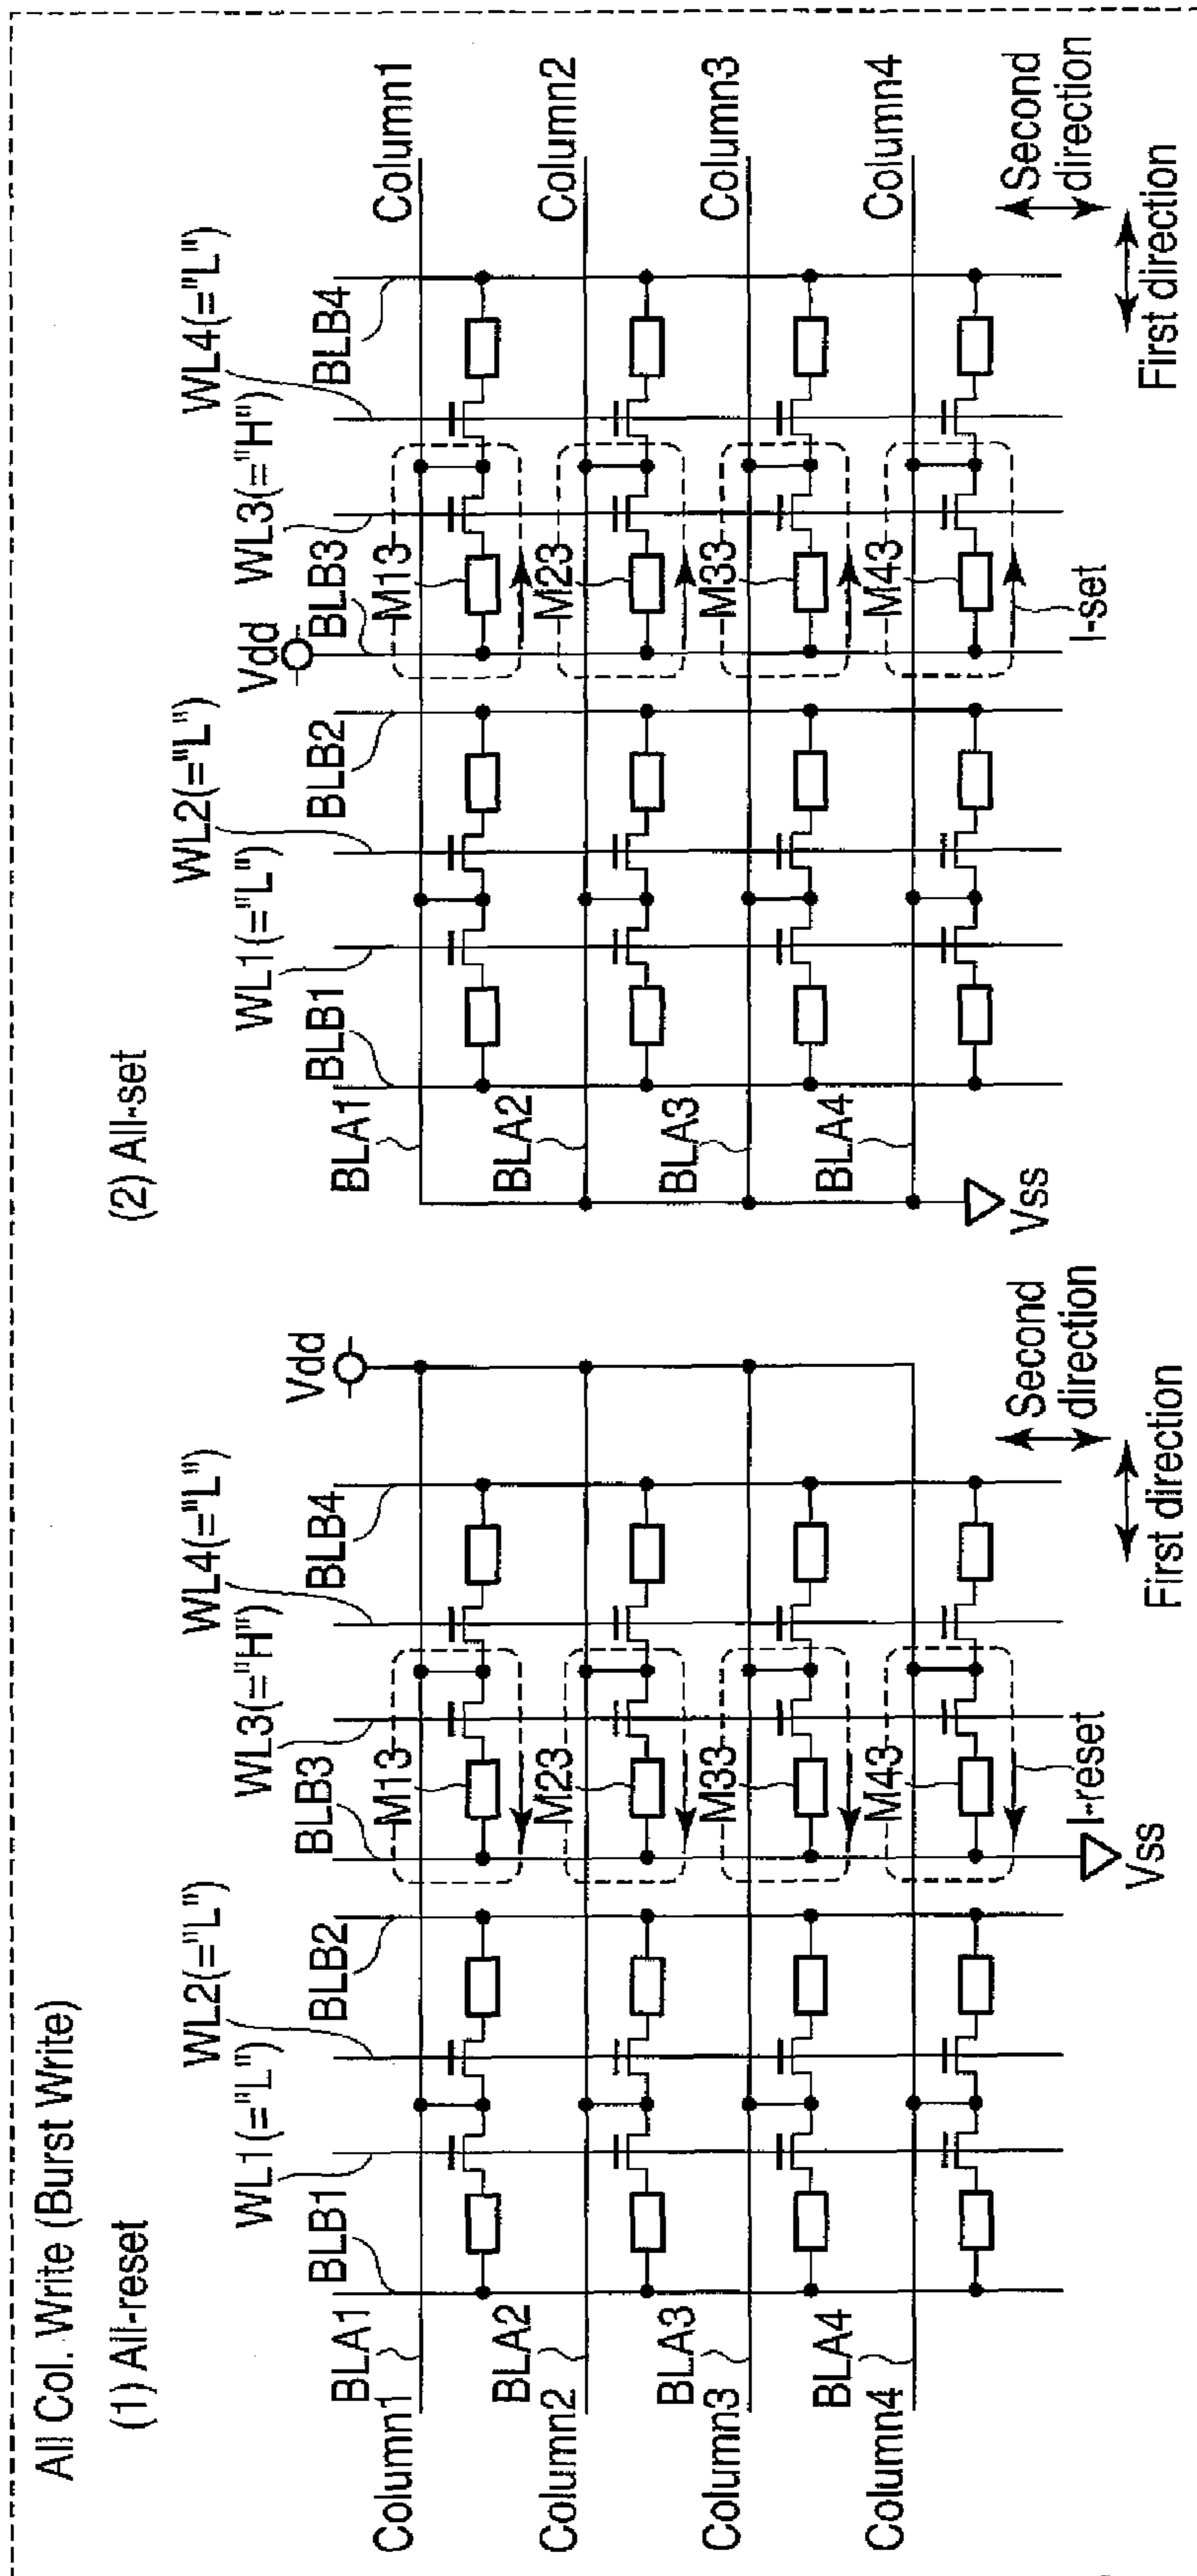 All Col. Write (Burst Write)
(1) All-reset
WL1(="L")
WL2(="L")
WL3(="H")
WL4(="L")
BLB1
BLB2
BLB3
BLB4
Vdd
BLA1
Column1
M13
BLA2
Column2
M23
BLA3
Column3
M33
BLA4
Column4
M43
I-reset
Vss
Second
direction
First direction
(2) All-set
WL1(="L")
WL2(="L")
WL3(="H")
WL4(="L")
BLB1
BLB2
Vdd
BLB3
BLB4
BLA1
M13
Column1
BLA2
M23
Column2
BLA3
M33
Column3
BLA4
M43
Column4
Vss
I-set
Second
direction
First direction